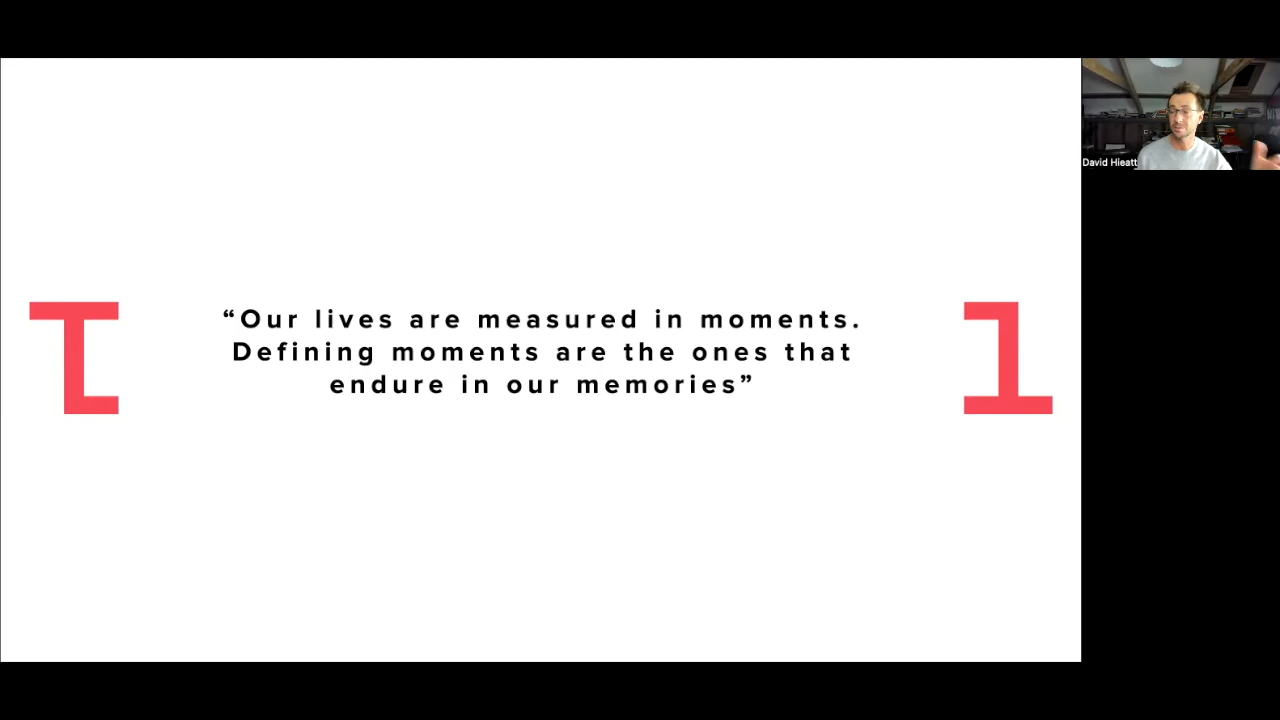 “Our lives are measured in moments.
Defining moments are the ones that
endure in our memories”
David Hieatt